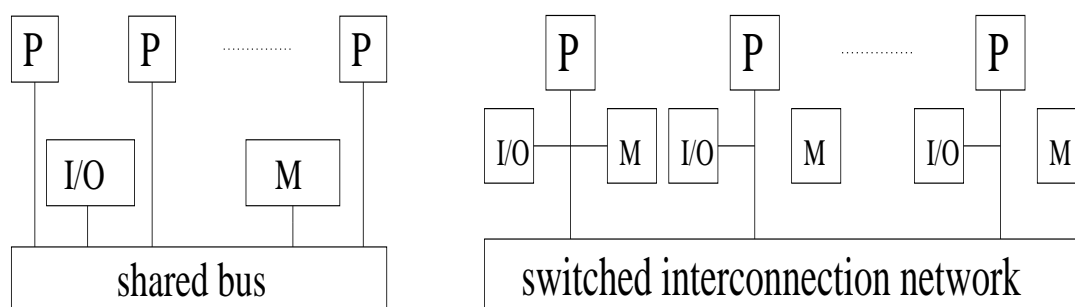 P P P
I/O M
shared bus
P P P
I/O M I/O M I/O M
switched interconnection network